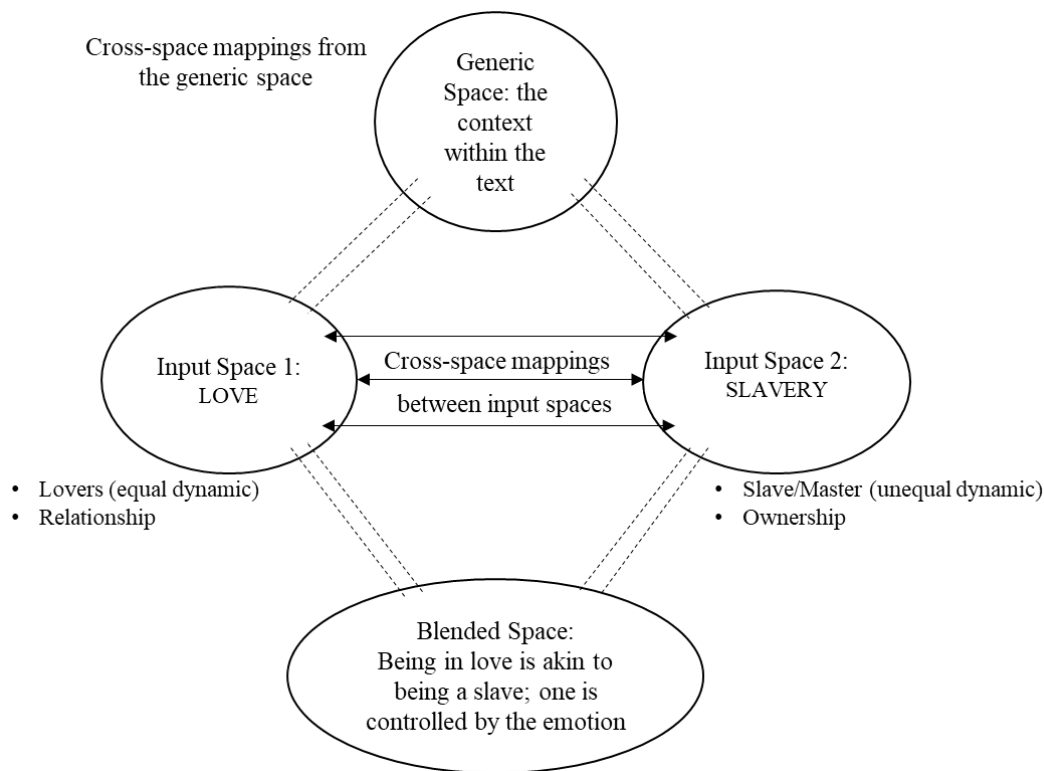 Cross-space mappings from
the generic space
Generic
Space: the
context
within the
text
Input Space 1:
LOVE
Cross-space mappings
between input spaces
Input Space 2:
SLAVERY
• Lovers (equal dynamic)
• Relationship
• Slave/Master (unequal dynamic)
• Ownership
Blended Space:
Being in love is akin to
being a slave; one is
controlled by the emotion